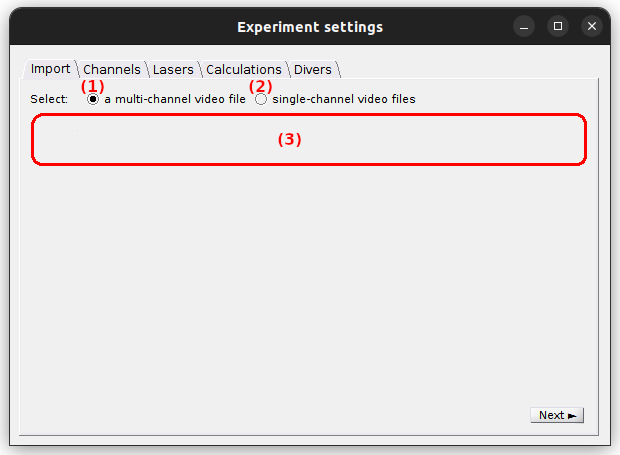 Experiment settings
Import Channels Lasers Calculations Divers
(1) (2)
Select: a multi-channel video file single-channel video files
(3)
Next ►